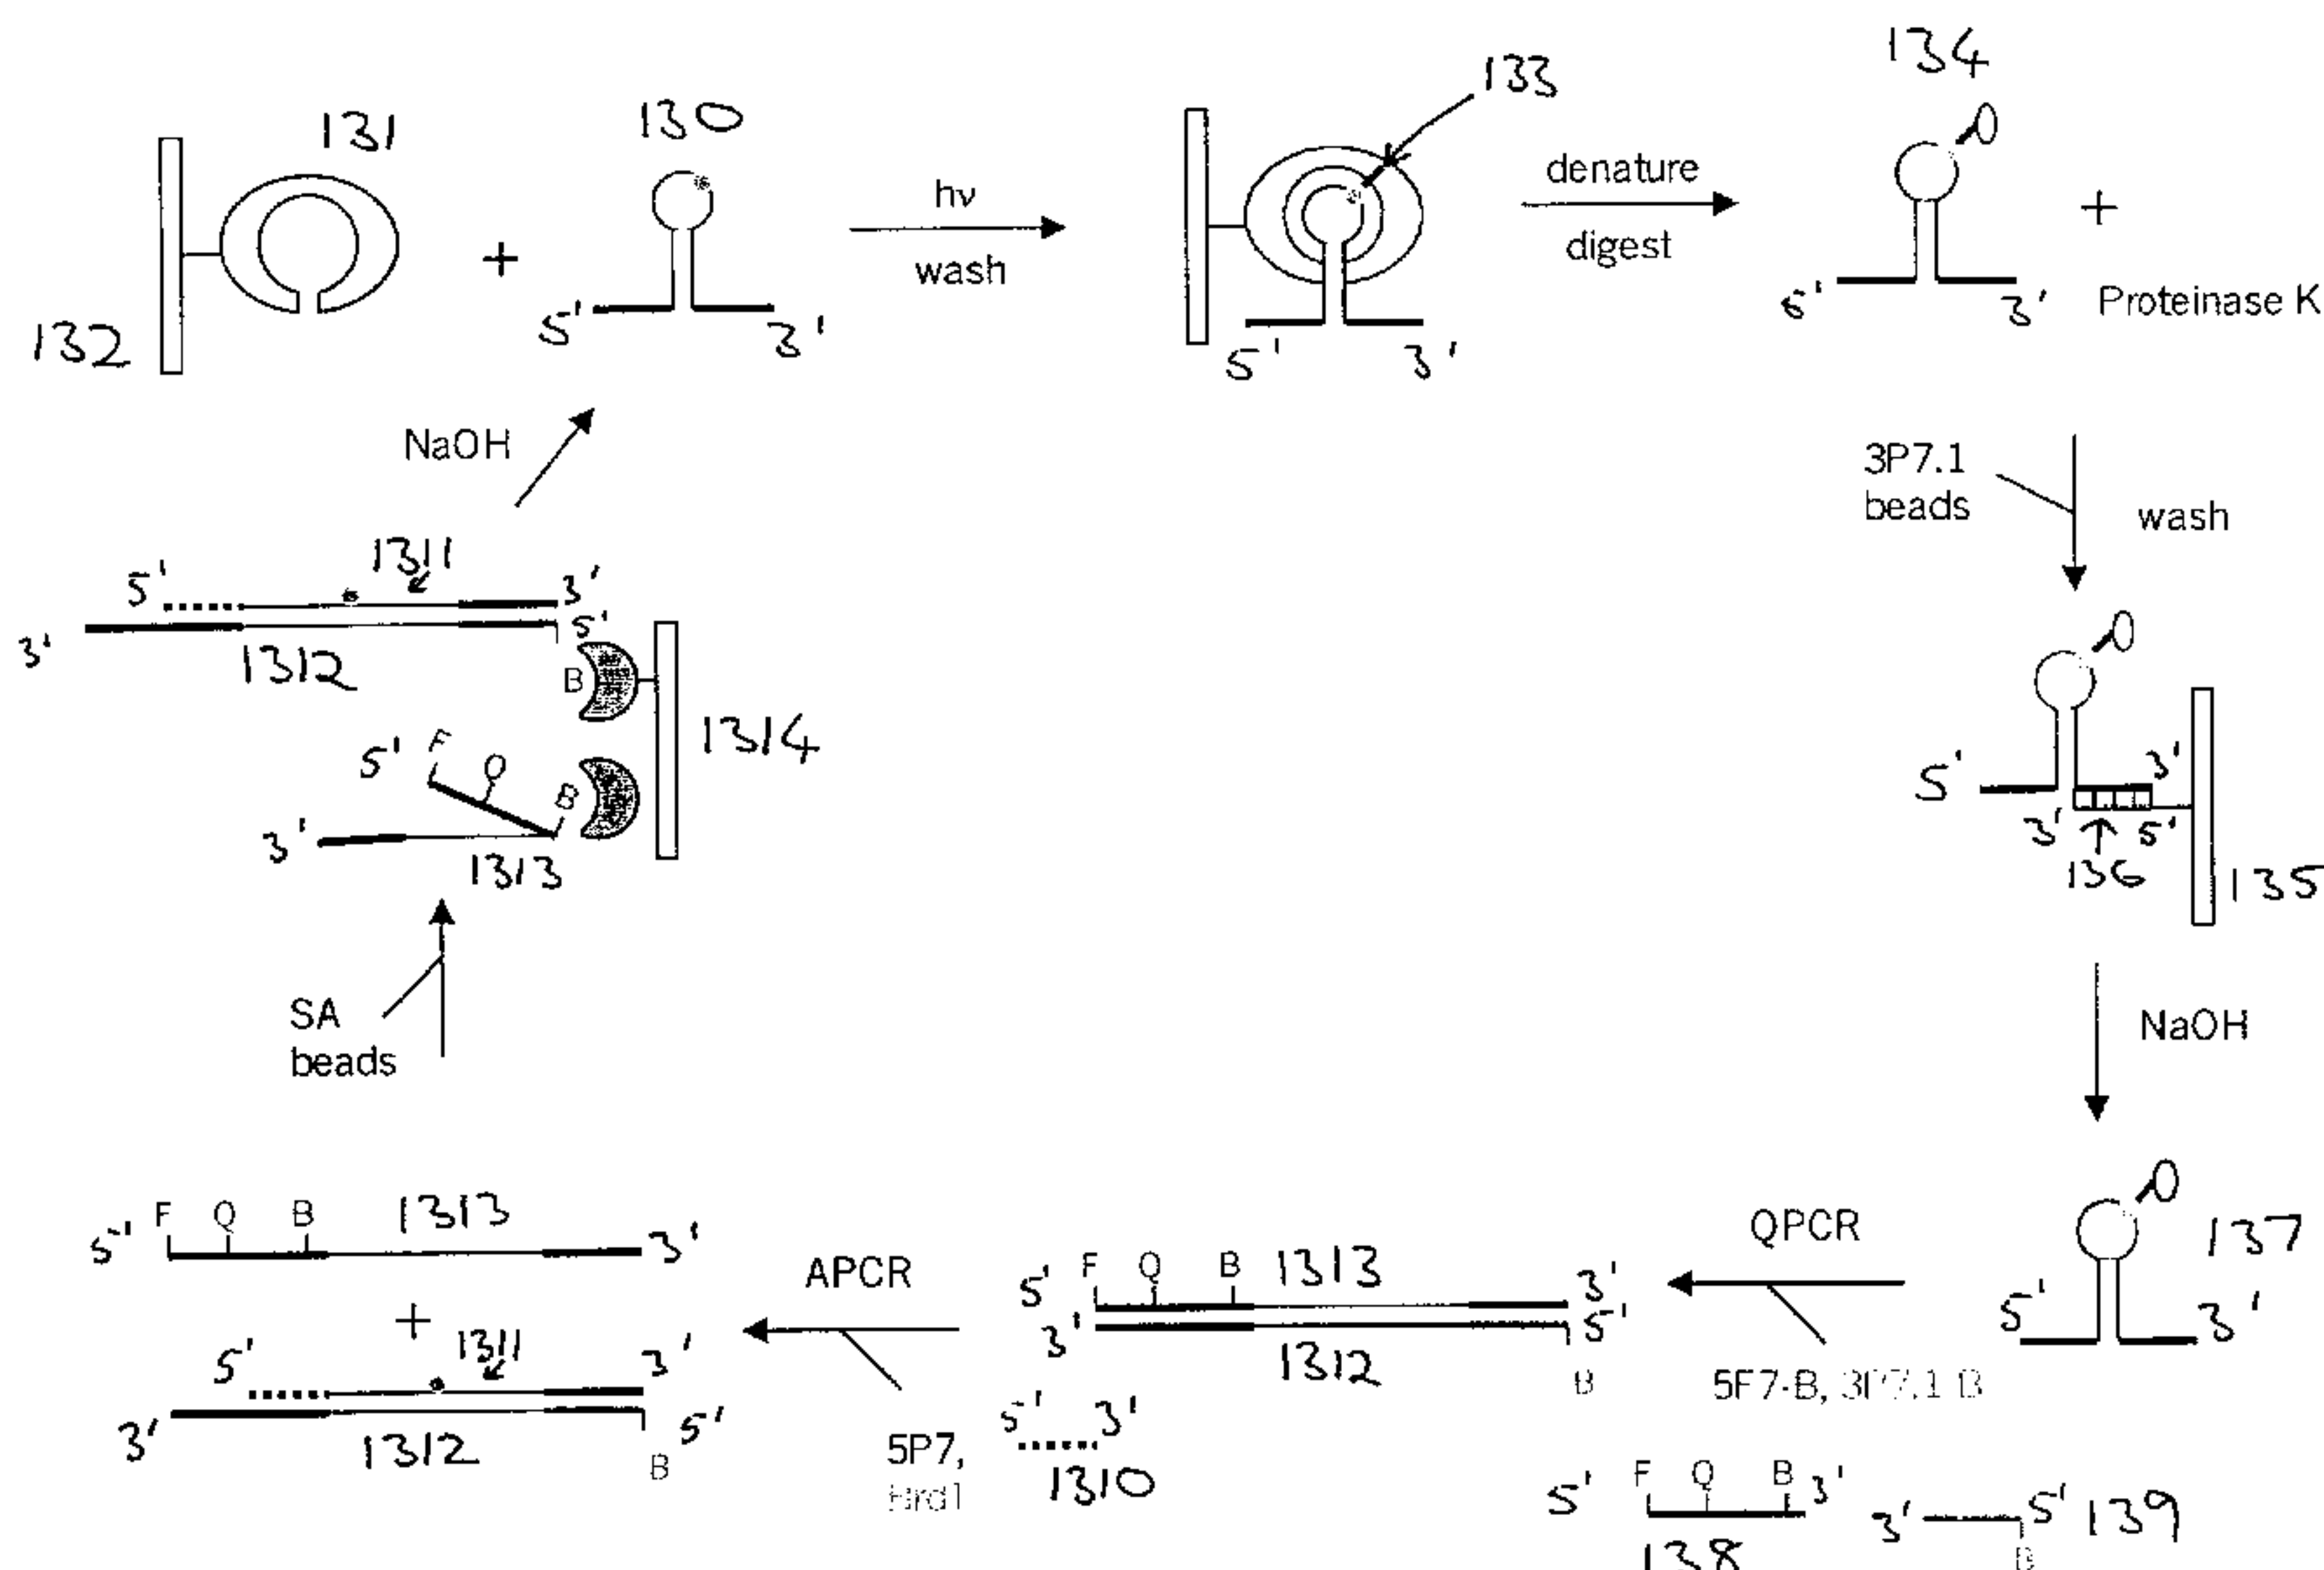 134
133
131
130
hν
denature
wash
digest
+
+
5'
3'
5'
3'
5'
3'
Proteinase K
132
NaOH
3P7.1
beads
wash
5'
1311
3'
3'
5'
1312
B
1314
5'
F
Q
B
3'
1313
5'
3'
3'
5'
136
135
SA
beads
NaOH
5'
F
Q
B
1313
3'
APCR
5'
F
Q
B
1313
3'
QPCR
137
3'
5'
1312
B
5'
3'
+
5'
1311
3'
3'
1312
B
5'
5P7,
5'
3'
1310
5F7-B, 3P7.1-B
5'
F
Q
B
3'
138
3'
5'
B
139